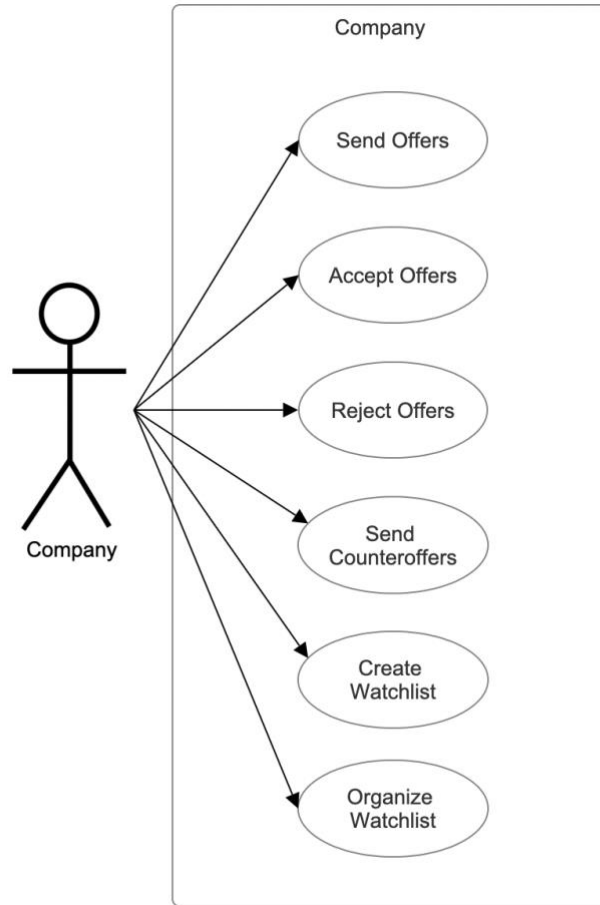 Company
Send Offers
Accept Offers
Reject Offers
Send
Counteroffers
Create
Watchlist
Organize
Watchlist
Company